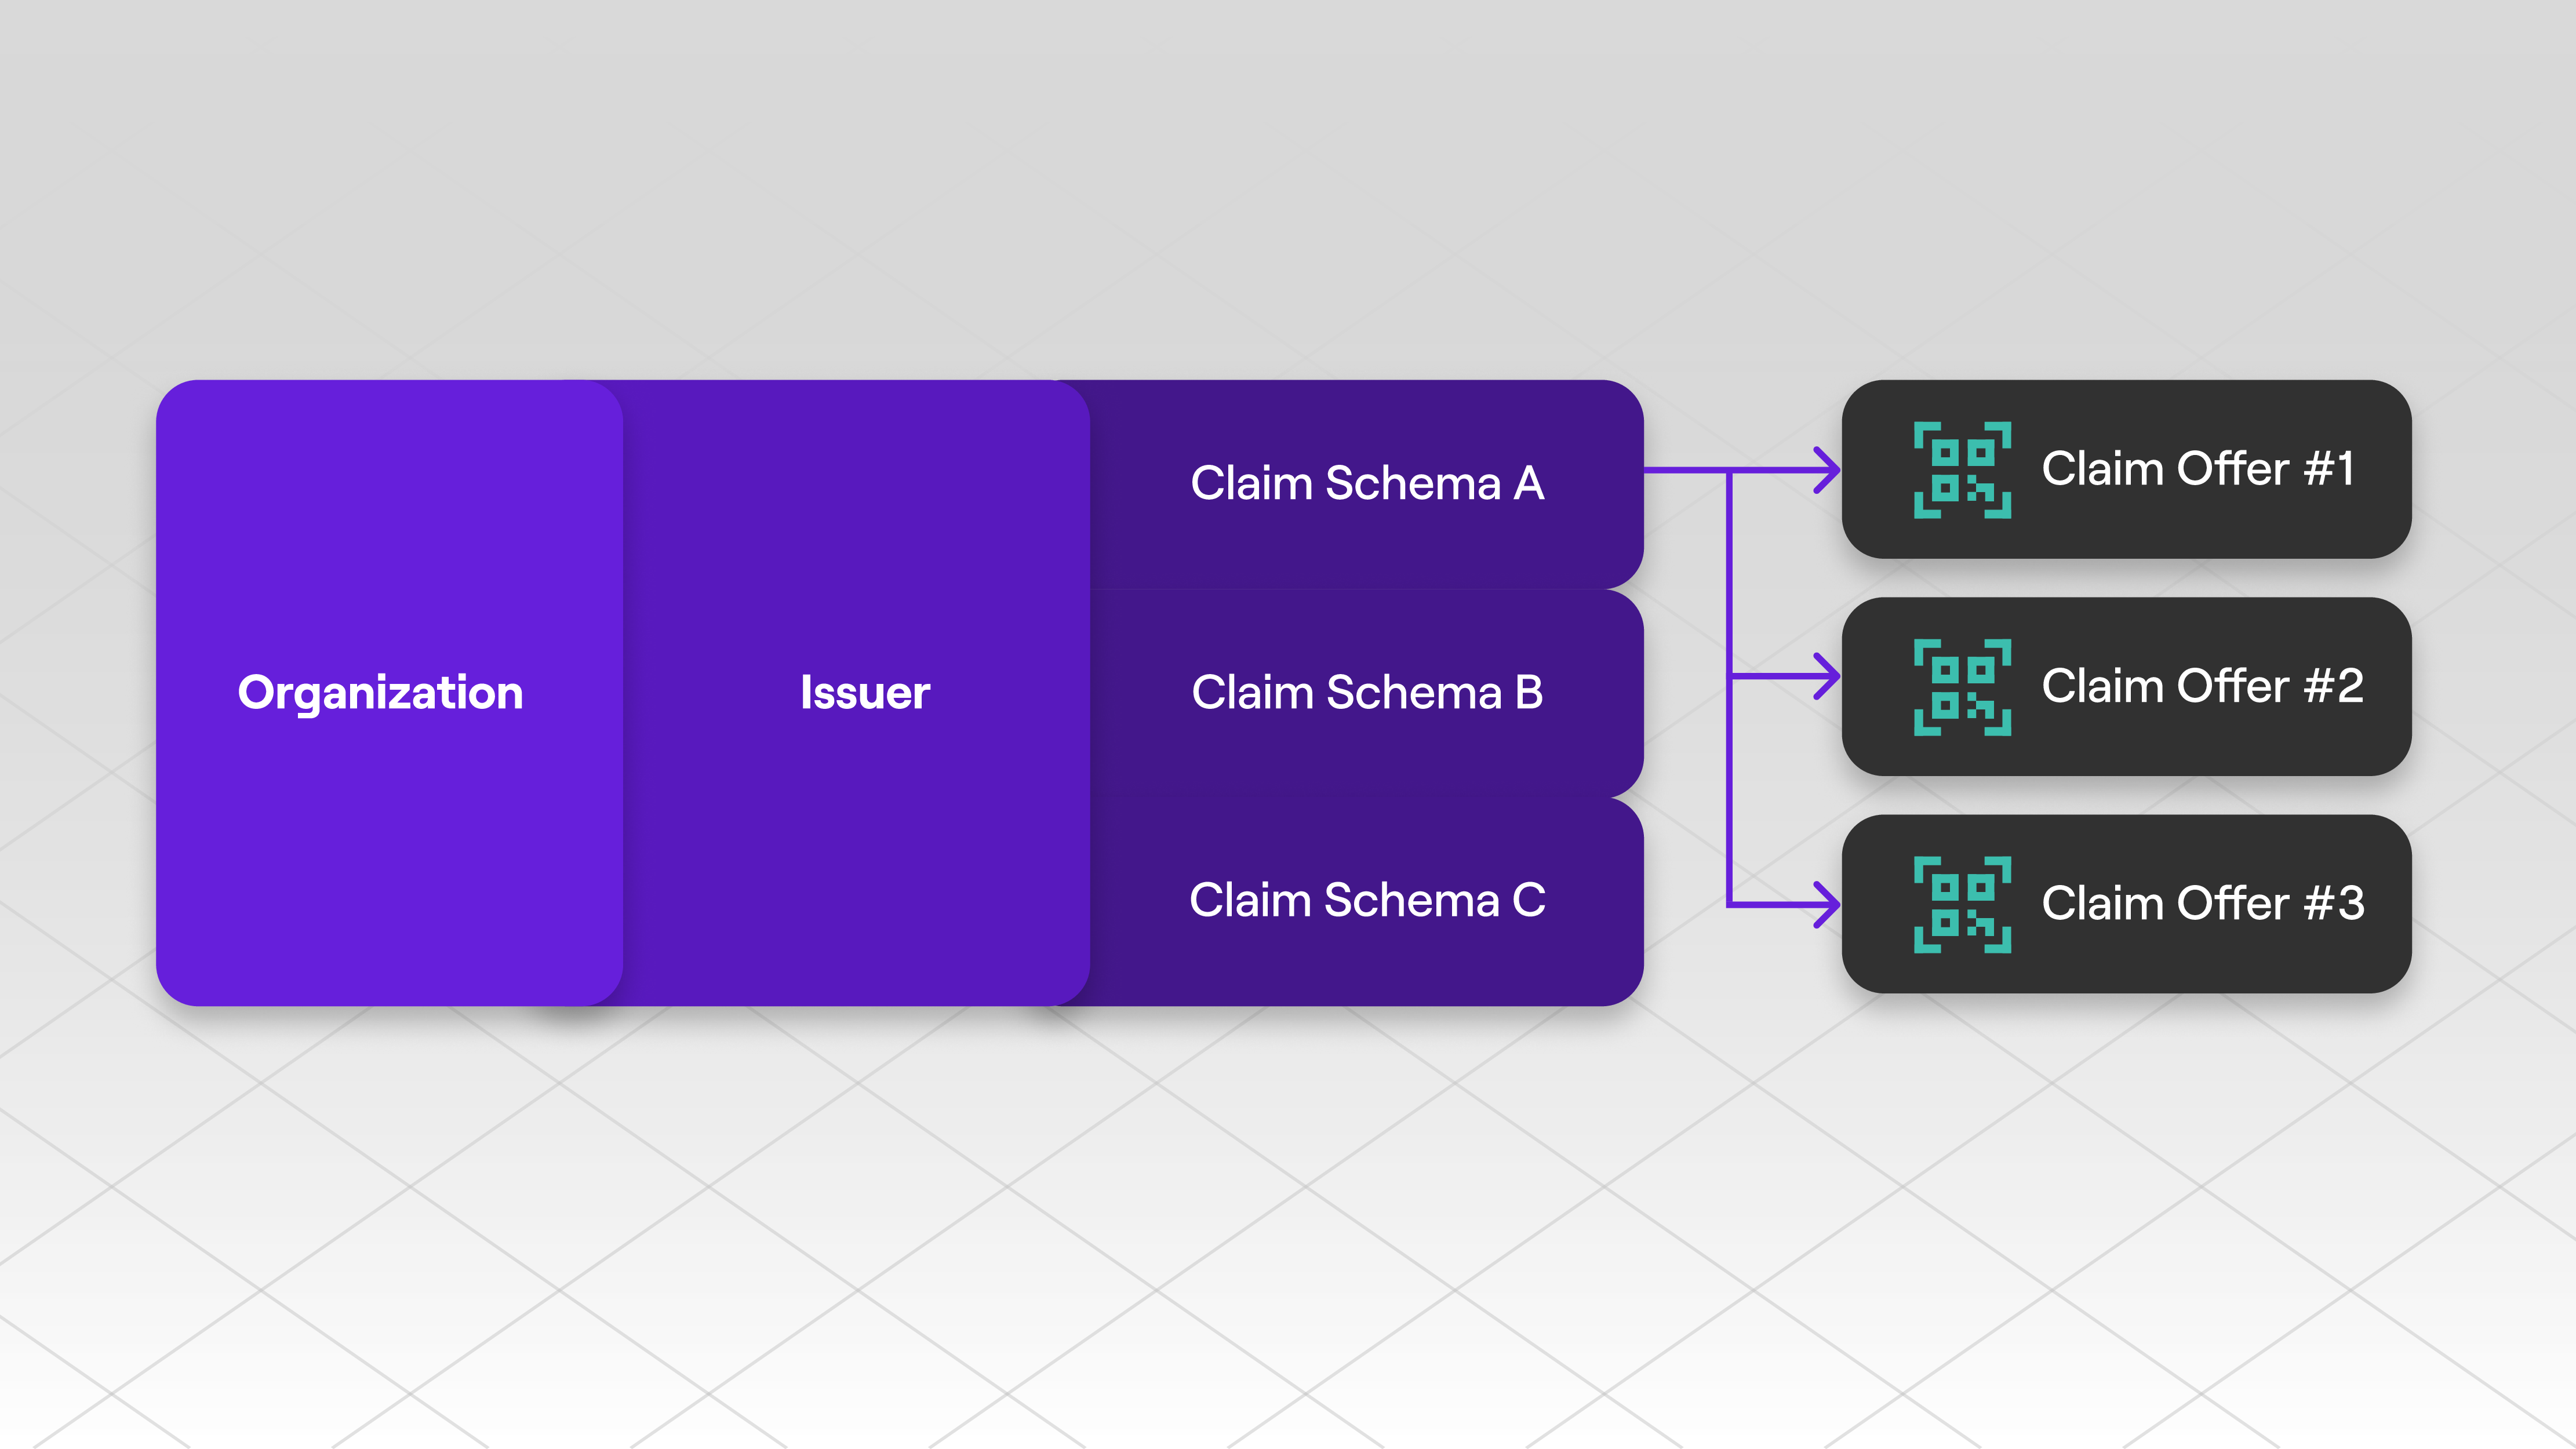 Organization
Issuer
Claim Schema A
Claim Schema B
Claim Schema C
Claim Offer #1
Claim Offer #2
Claim Offer #3